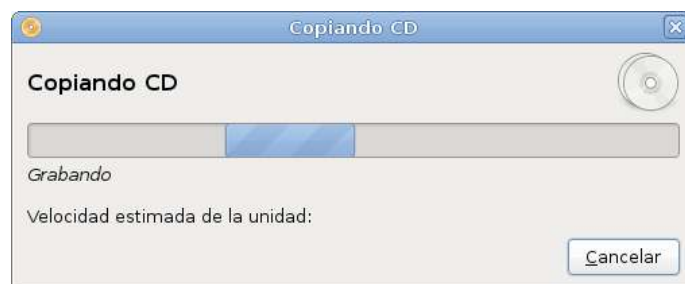 Copiando CD
Copiando CD
Grabando
Velocidad estimada de la unidad:
Cancelar